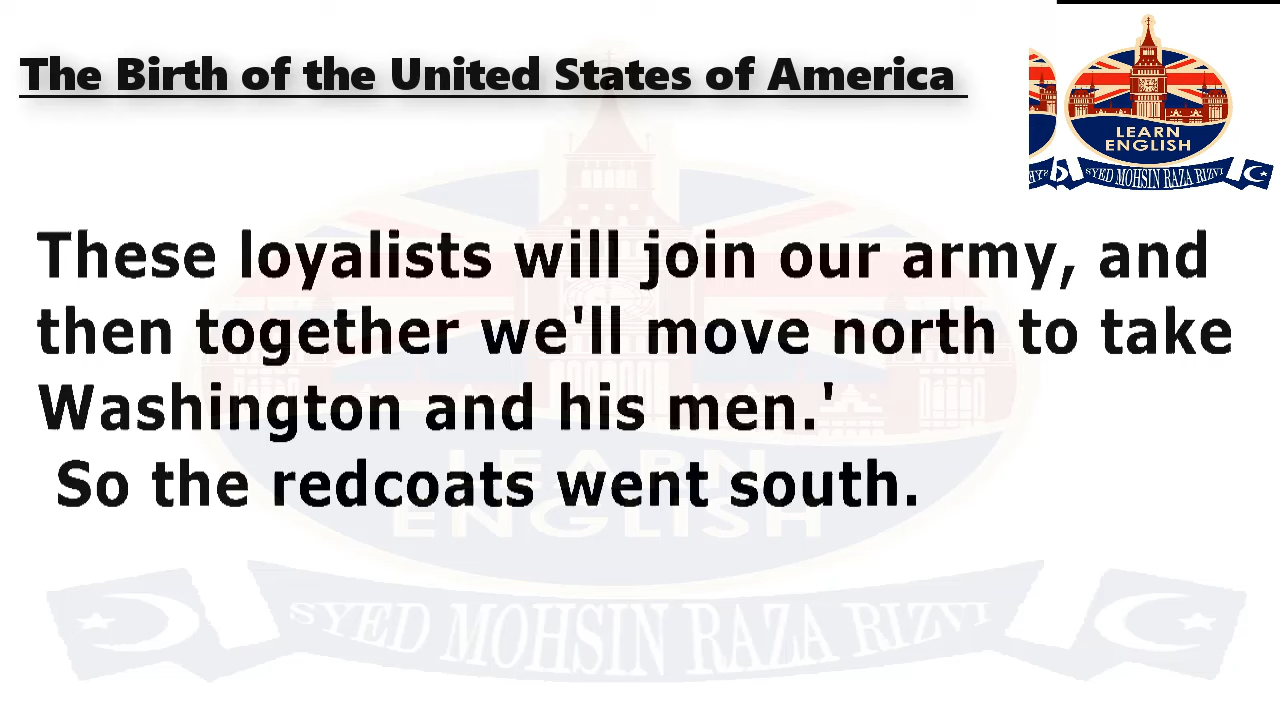 The Birth of the United States of America
LEARN
ENGLISH
SYED MOHSIN RAZA RIZVI
These loyalists will join our army, and
then together we'll move north to take
Washington and his men.'
So the redcoats went south.
LEARN
ENGLISH
SYED MOHSIN RAZA RIZVI